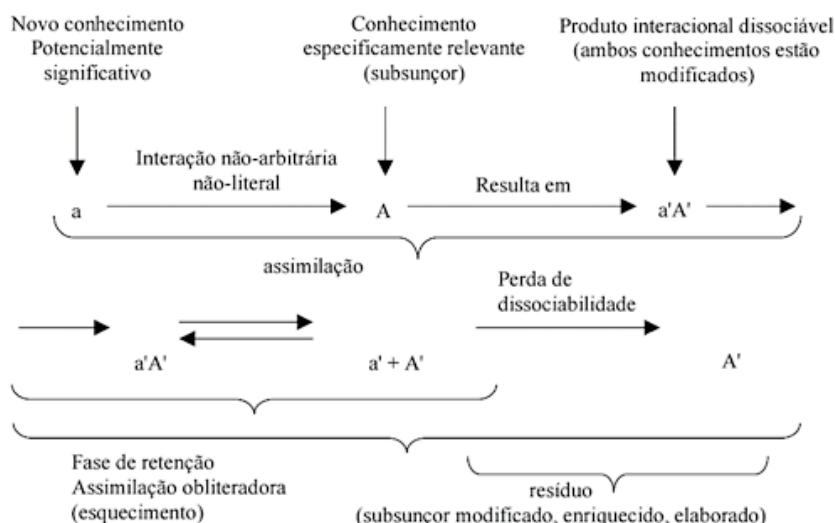 Novo conhecimento
Potencialmente
significativo
Conhecimento
especificamente relevante
(subsunçor)
Produto interacional dissociável
(ambos conhecimentos estão
modificados)
Interação não-arbitrária
não-literal
Resulta em
a
A
a'A'
assimilação
Perda de
dissociabilidade
a'A'
a' + A'
A'
Fase de retenção
Assimilação obliteradora
(esquecimento)
resíduo
(subsunçor modificado, enriquecido, elaborado)